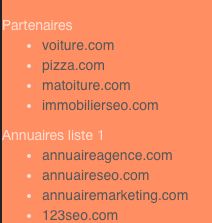 Partenaires
voiture.com
pizza.com
matoiture.com
immobilierseo.com
Annuaires liste 1
annuaireagence.com
annuaireseo.com
annuairemarketing.com
123seo.com